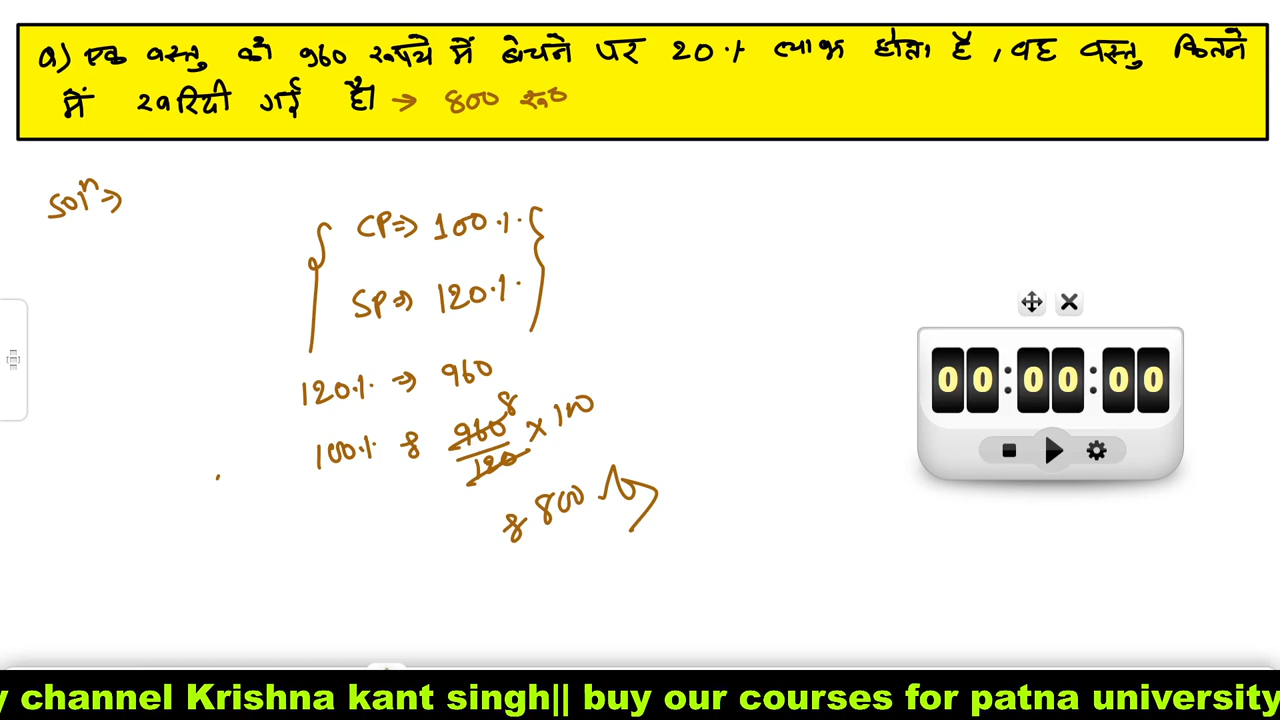 Q) एक वस्तु को 960 रूपये में बेचने पर 20% लाभ होता है, वह वस्तु कितने
में खरिदी गई है। → 800 रू०
Solⁿ ⇒
CP ⇒ 100%
SP ⇒ 120%
120% ⇒ 960
8
100% = 960/120 × 100
= 800
00:00:00
y channel Krishna kant singh|| buy our courses for patna university